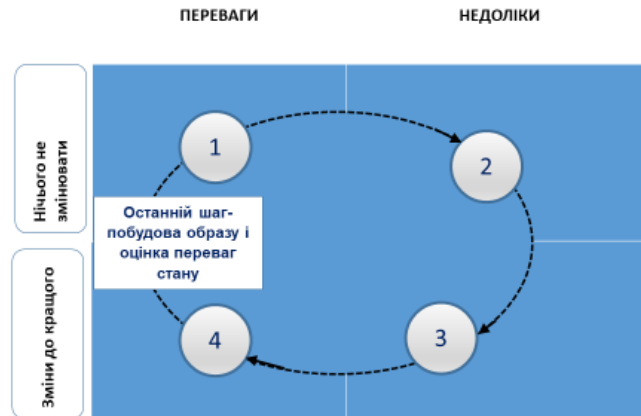 ПЕРЕВАГИ
НЕДОЛІКИ
Нічого не
змінювати
1
2
Останній шаг-
побудова образу і
оцінка переваг
стану
Зміни до кращого
4
3